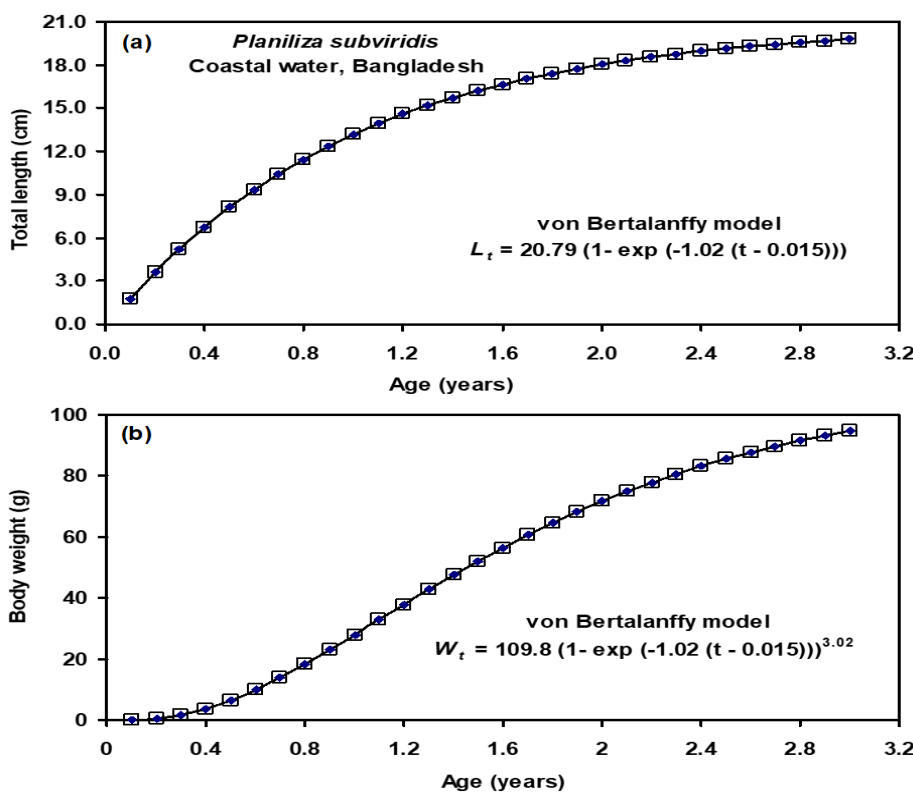 (a)
Planiliza subviridis
Coastal water, Bangladesh
von Bertalanffy model
L t = 20.79 (1- exp (-1.02 (t - 0.015)))
Total length (cm)
21.0
18.0
15.0
12.0
9.0
6.0
3.0
0.0
0.0 0.4 0.8 1.2 1.6 2.0 2.4 2.8 3.2
Age (years)
(b)
von Bertalanffy model
W t = 109.8 (1- exp (-1.02 (t - 0.015)))3.02
Body weight (g)
100
80
60
40
20
0
0 0.4 0.8 1.2 1.6 2 2.4 2.8 3.2
Age (years)